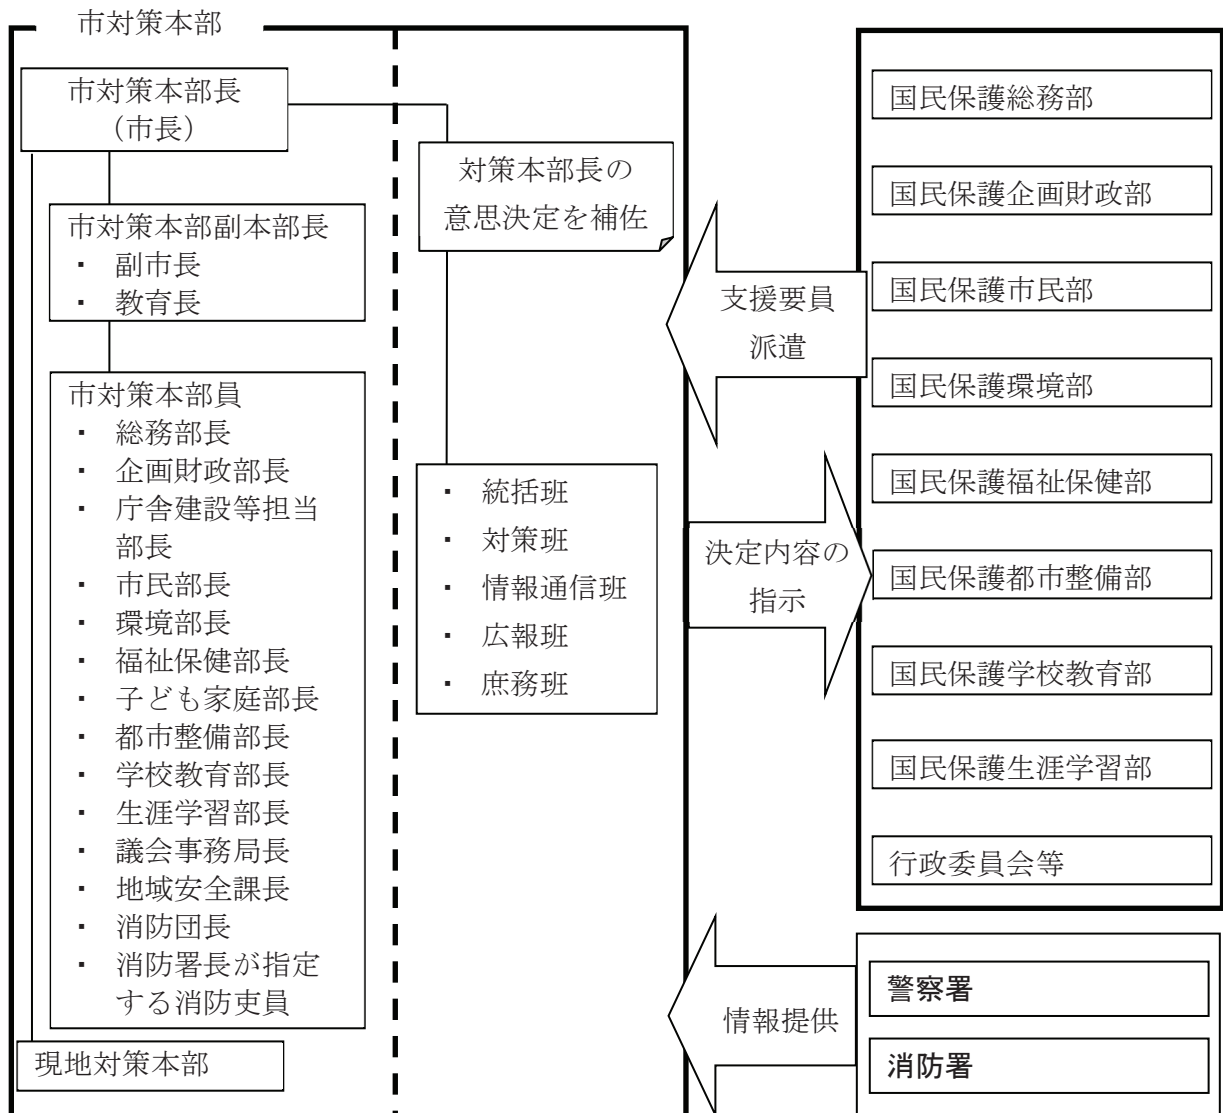 市対策本部
市対策本部長
（市長）
市対策本部副本部長
・ 副市長
・ 教育長
市対策本部員
・ 総務部長
・ 企画財政部長
・ 庁舎建設等担当
部長
・ 市民部長
・ 環境部長
・ 福祉保健部長
・ 子ども家庭部長
・ 都市整備部長
・ 学校教育部長
・ 生涯学習部長
・ 議会事務局長
・ 地域安全課長
・ 消防団長
・ 消防署長が指定
する消防吏員
現地対策本部
対策本部長の
意思決定を補佐
・ 統括班
・ 対策班
・ 情報通信班
・ 広報班
・ 庶務班
支援要員
派遣
決定内容の
指示
情報提供
国民保護総務部
国民保護企画財政部
国民保護市民部
国民保護環境部
国民保護福祉保健部
国民保護都市整備部
国民保護学校教育部
国民保護生涯学習部
行政委員会等
警察署
消防署